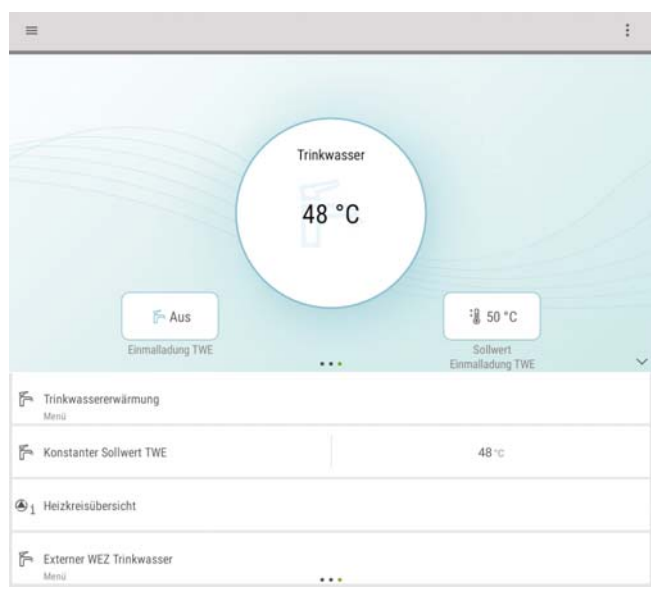 Trinkwasser
48 °C
Aus
50 °C
Einmalladung TWE
Sollwert
Einmalladung TWE
Trinkwassererwärmung
Menü
Konstanter Sollwert TWE
48 °C
1 Heizkreisübersicht
Externer WEZ Trinkwasser
Menü